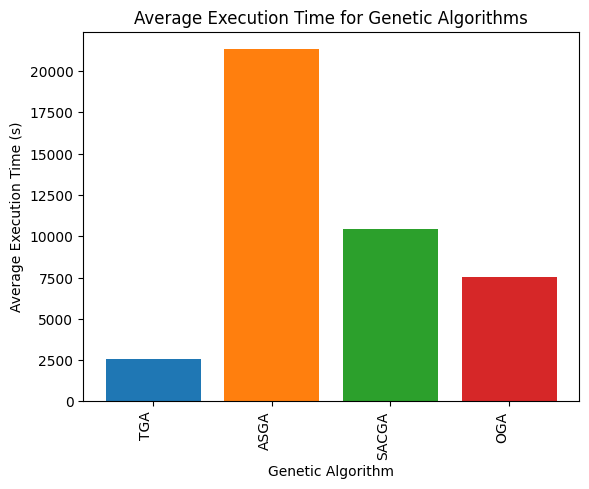 Average Execution Time for Genetic Algorithms
Average Execution Time (s)
20000
17500
15000
12500
10000
7500
5000
2500
0
TGA
ASGA
SACGA
OGA
Genetic Algorithm